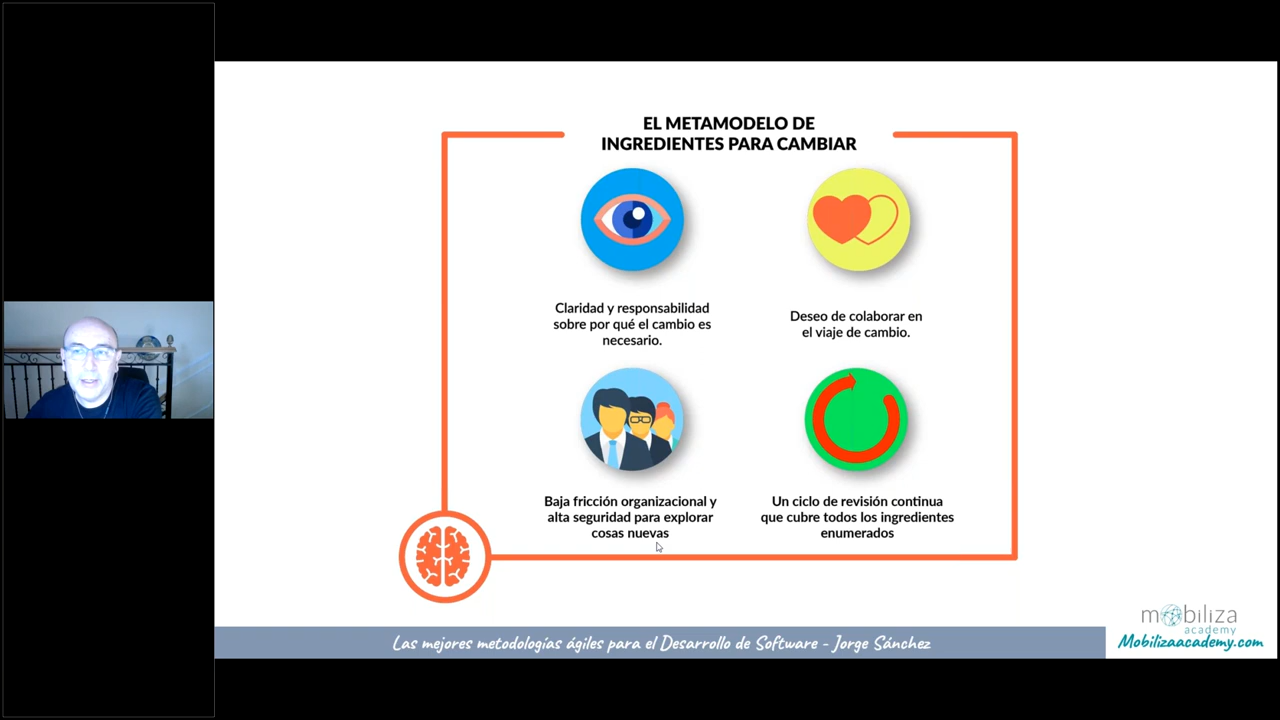 EL METAMODELO DE
INGREDIENTES PARA CAMBIAR
Claridad y responsabilidad
sobre por qué el cambio es
necesario.
Deseo de colaborar en
el viaje de cambio.
Baja fricción organizacional y
alta seguridad para explorar
cosas nuevas
Un ciclo de revisión continua
que cubre todos los ingredientes
enumerados
Las mejores metodologías ágiles para el Desarrollo de Software - Jorge Sánchez
mobiliza
academy
Mobilizaacademy.com